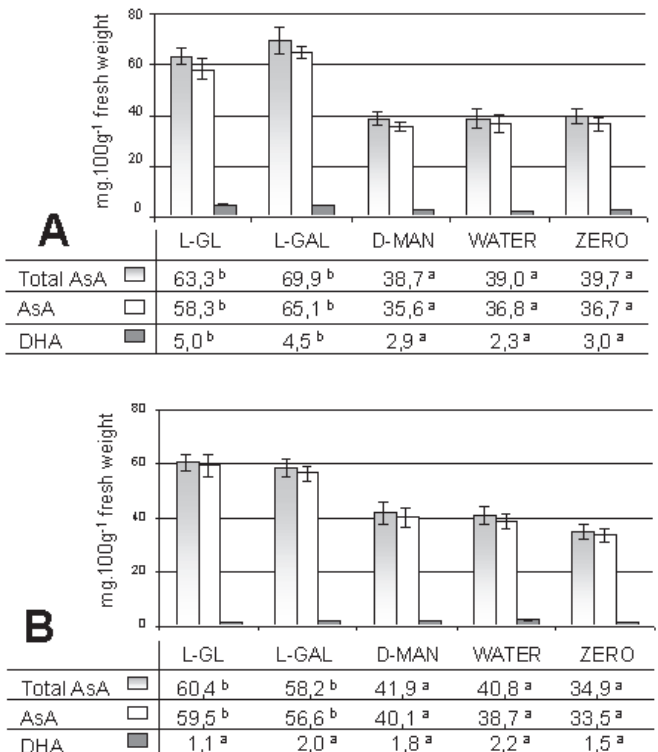 80
60
40
20
0
mg.100g⁻¹ fresh weight
A
L-GL L-GAL D-MAN WATER ZERO
Total AsA 63,3 ᵇ 69,9 ᵇ 38,7 ᵃ 39,0 ᵃ 39,7 ᵃ
AsA 58,3 ᵇ 65,1 ᵇ 35,6 ᵃ 36,8 ᵃ 36,7 ᵃ
DHA 5,0 ᵇ 4,5 ᵇ 2,9 ᵃ 2,3 ᵃ 3,0 ᵃ
80
60
40
20
0
mg.100g⁻¹ fresh weight
B
L-GL L-GAL D-MAN WATER ZERO
Total AsA 60,4 ᵇ 58,2 ᵇ 41,9 ᵃ 40,8 ᵃ 34,9 ᵃ
AsA 59,5 ᵇ 56,6 ᵇ 40,1 ᵃ 38,7 ᵃ 33,5 ᵃ
DHA 1,1 ᵃ 2,0 ᵃ 1,8 ᵃ 2,2 ᵃ 1,5 ᵃ